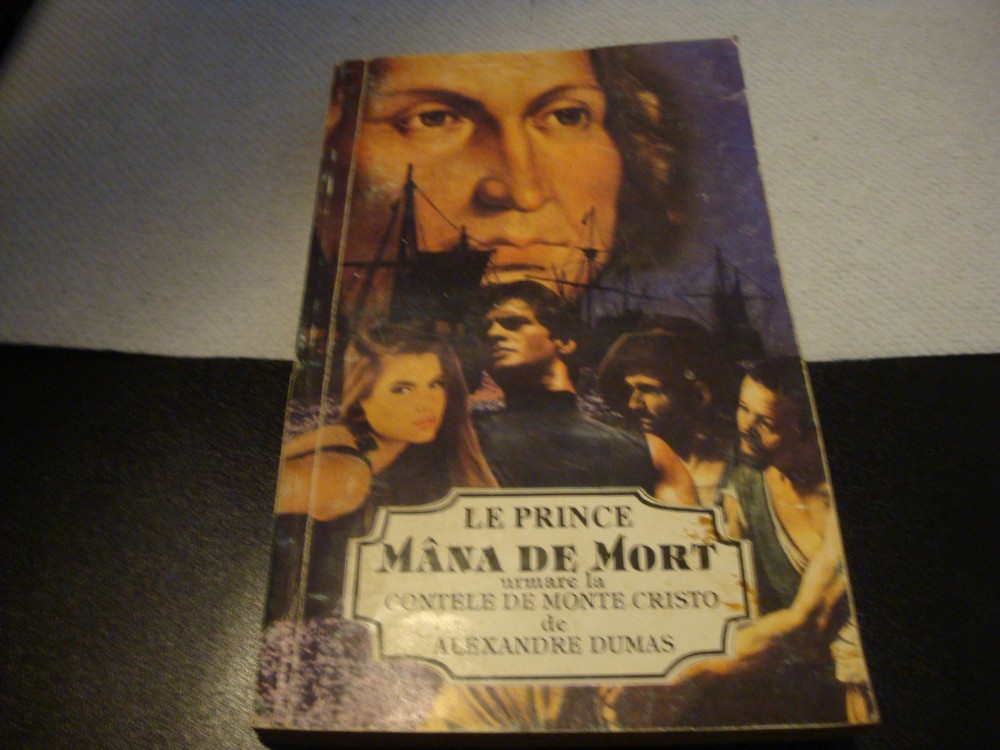 LE PRINCE
MÂNA DE MORT
urmare la
CONTELE DE MONTE CRISTO
de
ALEXANDRE DUMAS